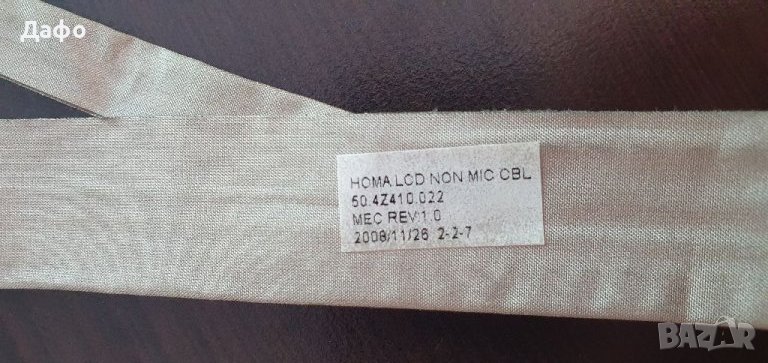 Дафо
HOMA LCD NON MIC CBL
50.4Z410.022
MEC REV:1.0
2008/11/26 2-2-7
BAZAR